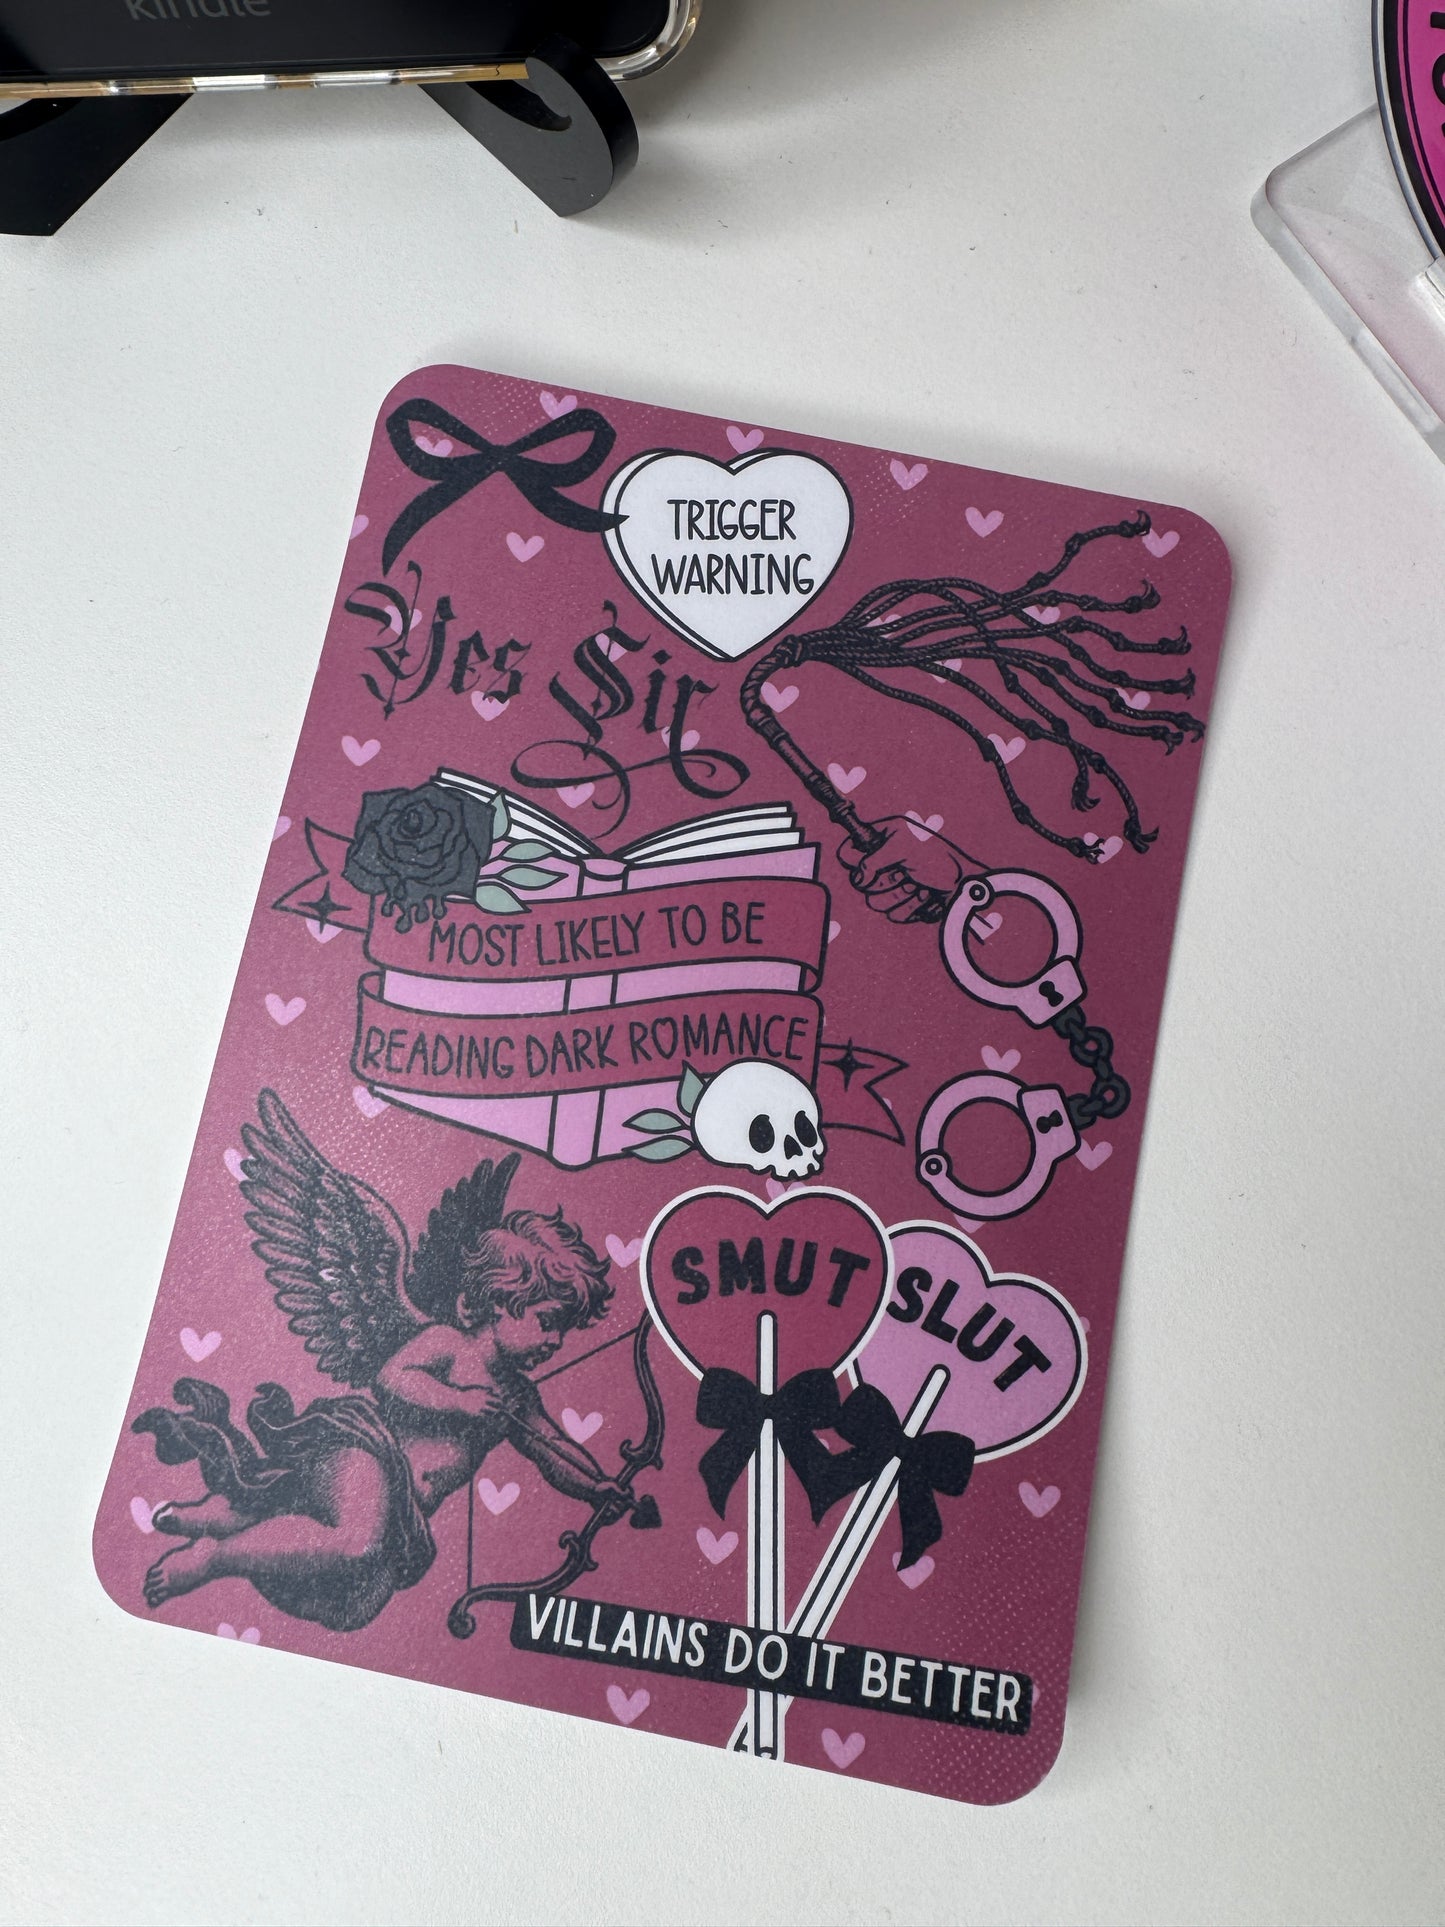 kindle
TRIGGER
WARNING
Yes Sir
MOST LIKELY TO BE
READING DARK ROMANCE
SMUT
SLUT
VILLAINS DO IT BETTER